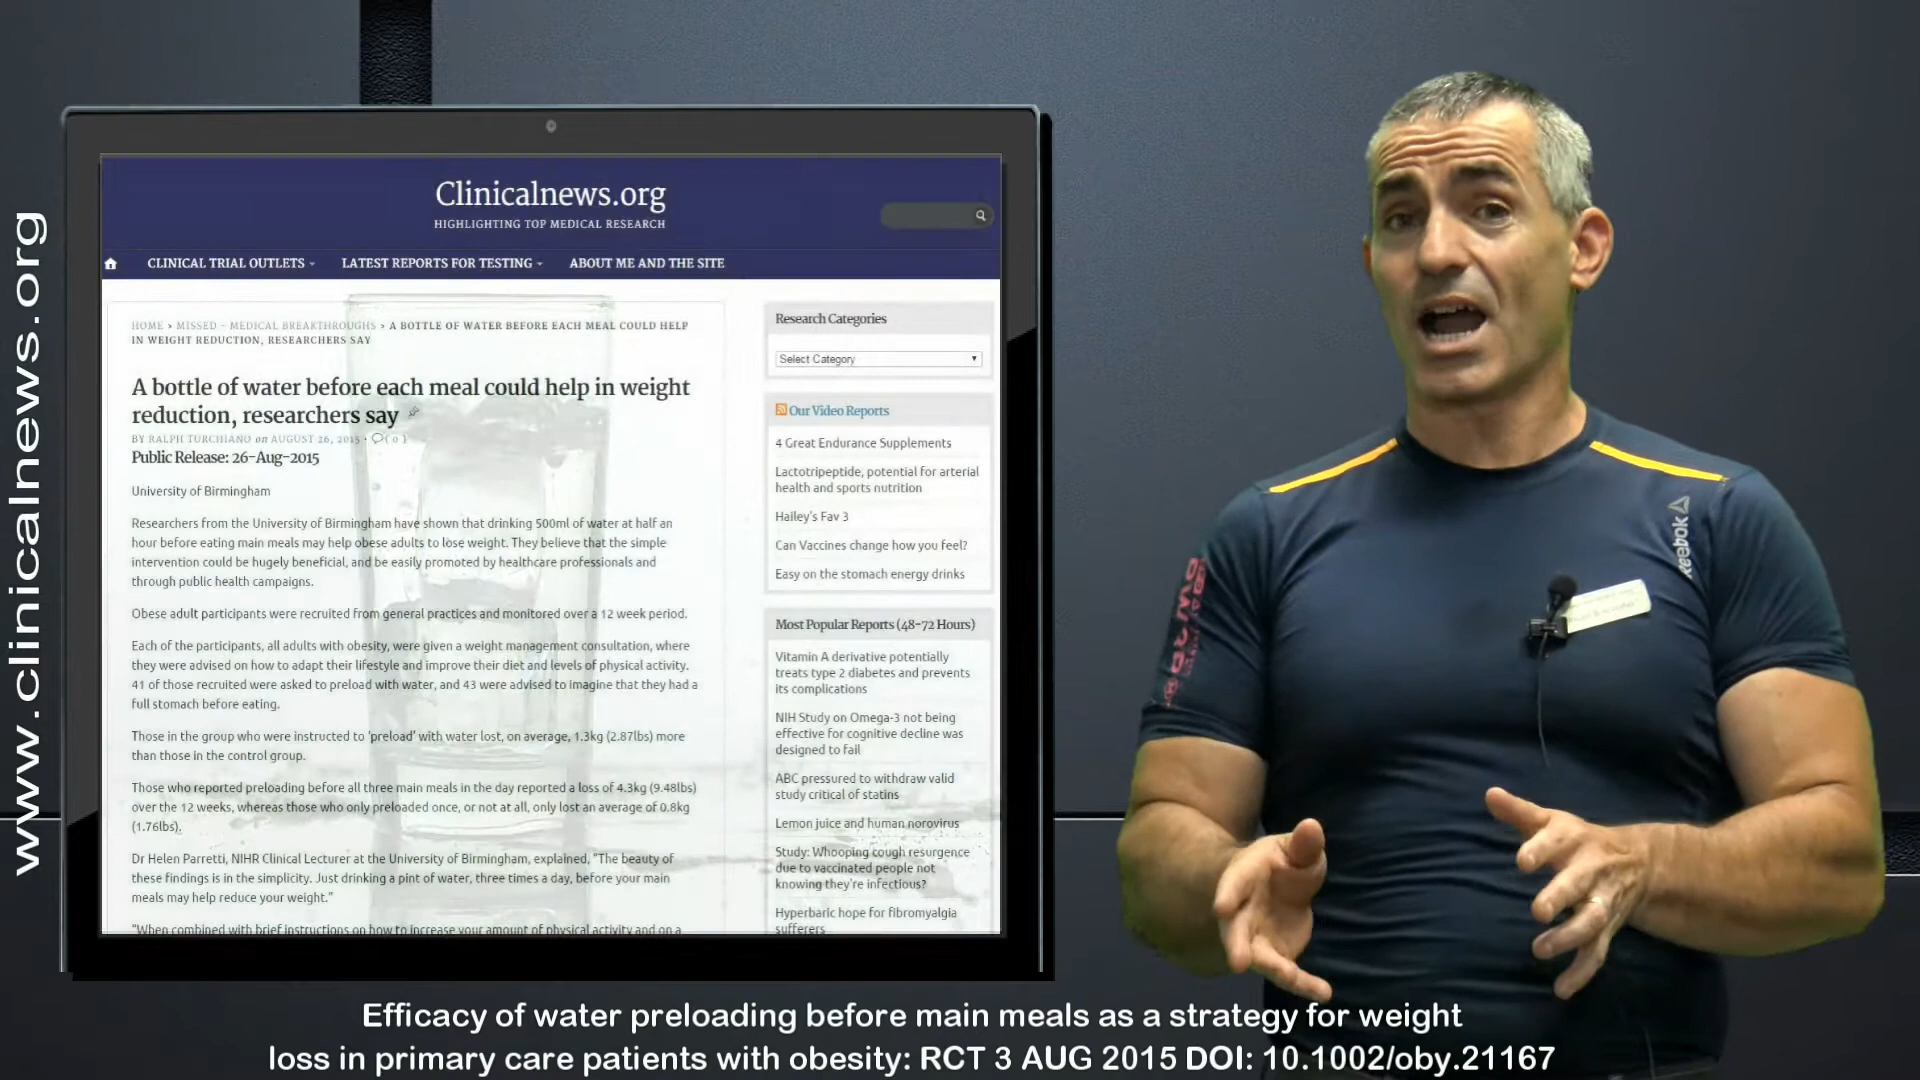 www.clinicalnews.org
Clinicalnews.org
HIGHLIGHTING TOP MEDICAL RESEARCH
CLINICAL TRIAL OUTLETS
LATEST REPORTS FOR TESTING
ABOUT ME AND THE SITE
HOME > MISSED – MEDICAL BREAKTHROUGHS > A BOTTLE OF WATER BEFORE EACH MEAL COULD HELP
IN WEIGHT REDUCTION, RESEARCHERS SAY
A bottle of water before each meal could help in weight
reduction, researchers say
BY RALPH TURCHIANO on AUGUST 26, 2015 • ( 0 )
Public Release: 26-Aug-2015
University of Birmingham
Researchers from the University of Birmingham have shown that drinking 500ml of water at half an
hour before eating main meals may help obese adults to lose weight. They believe that the simple
intervention could be hugely beneficial, and be easily promoted by healthcare professionals and
through public health campaigns.
Obese adult participants were recruited from general practices and monitored over a 12 week period.
Each of the participants, all adults with obesity, were given a weight management consultation, where
they were advised on how to adapt their lifestyle and improve their diet and levels of physical activity.
41 of those recruited were asked to preload with water, and 43 were advised to imagine that they had a
full stomach before eating.
Those in the group who were instructed to 'preload' with water lost, on average, 1.3kg (2.87lbs) more
than those in the control group.
Those who reported preloading before all three main meals in the day reported a loss of 4.3kg (9.48lbs)
over the 12 weeks, whereas those who only preloaded once, or not at all, only lost an average of 0.8kg
(1.76lbs).
Dr Helen Parretti, NIHR Clinical Lecturer at the University of Birmingham, explained, "The beauty of
these findings is in the simplicity. Just drinking a pint of water, three times a day, before your main
meals may help reduce your weight."
"When combined with brief instructions on how to increase your amount of physical activity and on a
Research Categories
Select Category
Our Video Reports
4 Great Endurance Supplements
Lactotripeptide, potential for arterial
health and sports nutrition
Hailey's Fav 3
Can Vaccines change how you feel?
Easy on the stomach energy drinks
Most Popular Reports (48-72 Hours)
Vitamin A derivative potentially
treats type 2 diabetes and prevents
its complications
NIH Study on Omega-3 not being
effective for cognitive decline was
designed to fail
ABC pressured to withdraw valid
study critical of statins
Lemon juice and human norovirus
Study: Whooping cough resurgence
due to vaccinated people not
knowing they're infectious?
Hyperbaric hope for fibromyalgia
sufferers
Reebok
Efficacy of water preloading before main meals as a strategy for weight
loss in primary care patients with obesity: RCT 3 AUG 2015 DOI: 10.1002/oby.21167